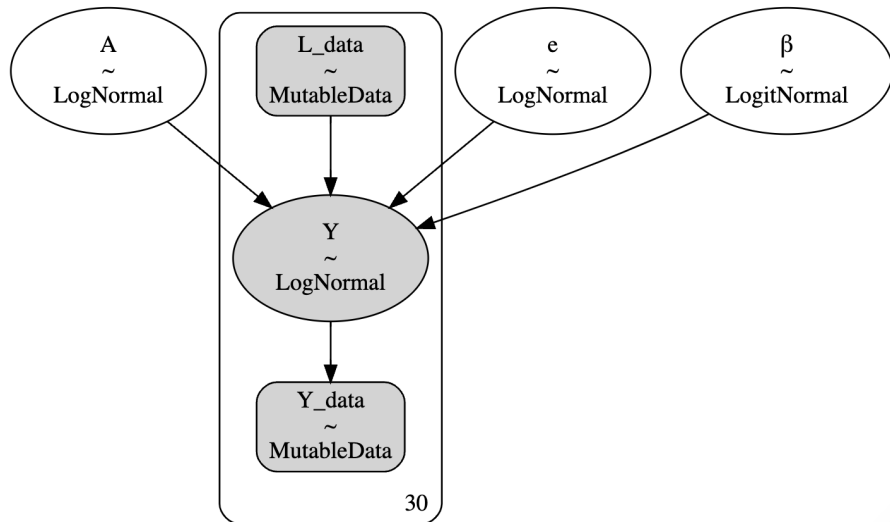 A
~
LogNormal
L_data
~
MutableData
e
~
LogNormal
β
~
LogitNormal
Y
~
LogNormal
Y_data
~
MutableData
30